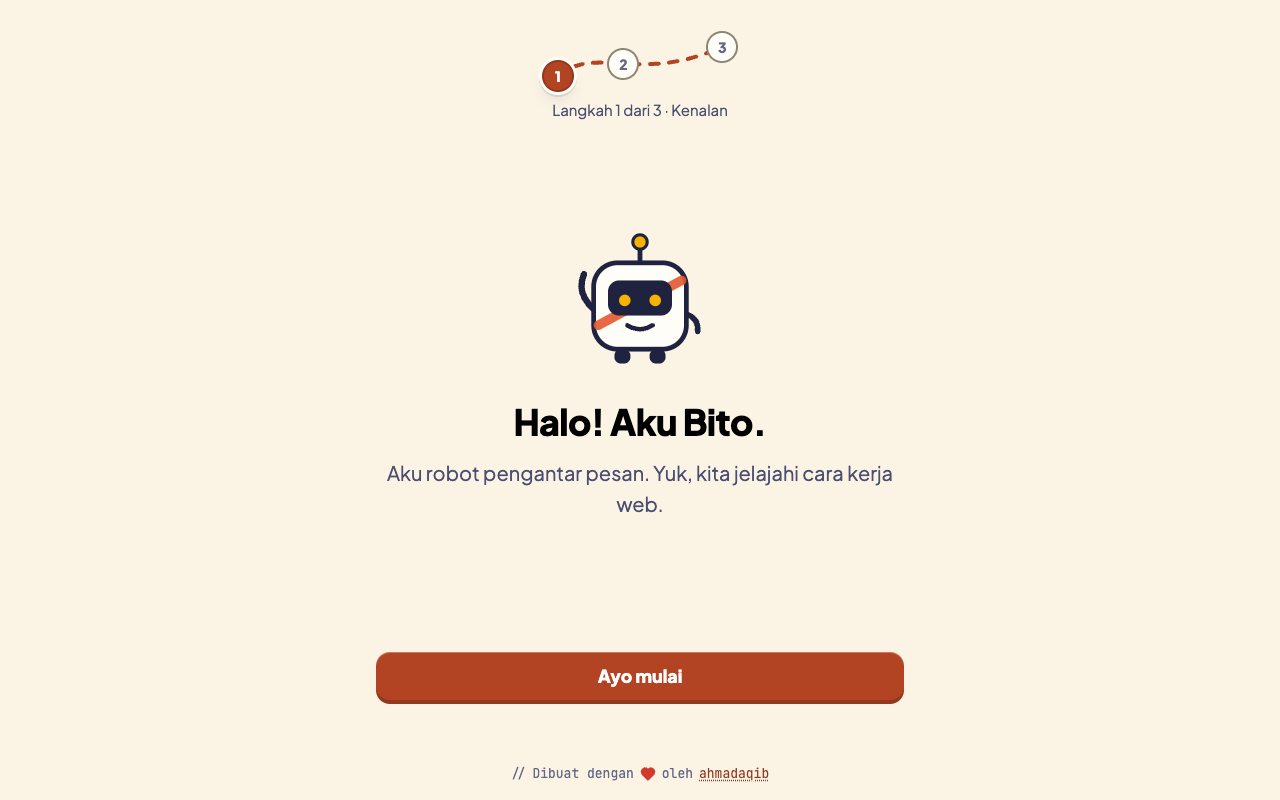 1
2
3
Langkah 1 dari 3 · Kenalan
Halo! Aku Bito.
Aku robot pengantar pesan. Yuk, kita jelajahi cara kerja
web.
Ayo mulai
// Dibuat dengan ❤ oleh ahmadaqib